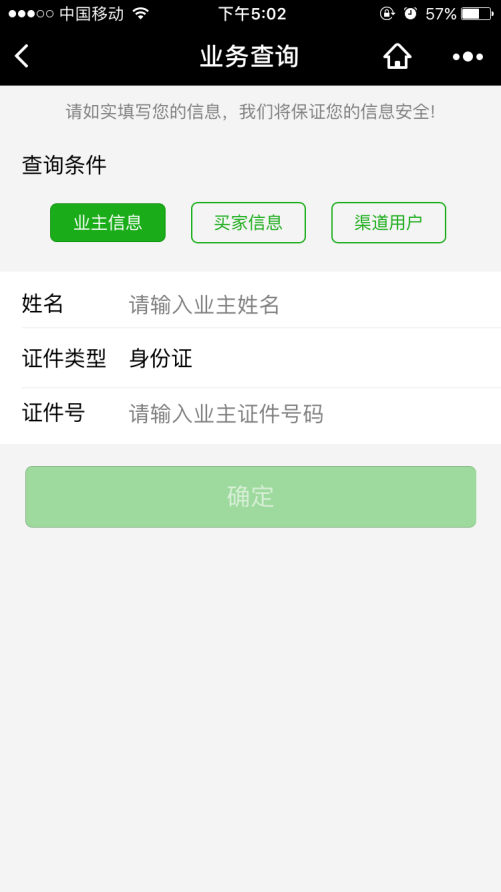 中国移动 下午5:02 57%
业务查询
请如实填写您的信息，我们将保证您的信息安全!
查询条件
业主信息 买家信息 渠道用户
姓名 请输入业主姓名
证件类型 身份证
证件号 请输入业主证件号码
确定